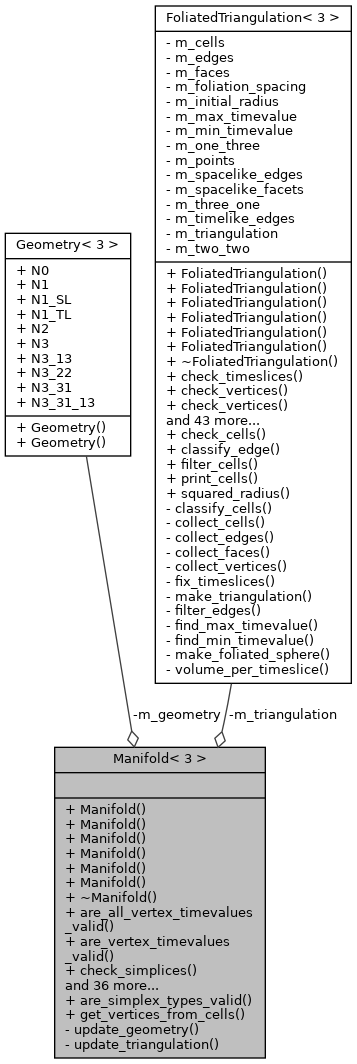 FoliatedTriangulation< 3 >
- m_cells
- m_edges
- m_faces
- m_foliation_spacing
- m_initial_radius
- m_max_timevalue
- m_min_timevalue
- m_one_three
- m_points
- m_spacelike_edges
- m_spacelike_facets
- m_three_one
- m_timelike_edges
- m_triangulation
- m_two_two
+ FoliatedTriangulation()
+ FoliatedTriangulation()
+ FoliatedTriangulation()
+ FoliatedTriangulation()
+ FoliatedTriangulation()
+ FoliatedTriangulation()
+ ~FoliatedTriangulation()
+ check_timeslices()
+ check_vertices()
+ check_vertices()
and 43 more...
+ check_cells()
+ classify_edge()
+ filter_cells()
+ print_cells()
+ squared_radius()
- classify_cells()
- collect_cells()
- collect_edges()
- collect_faces()
- collect_vertices()
- fix_timeslices()
- make_triangulation()
- filter_edges()
- find_max_timevalue()
- find_min_timevalue()
- make_foliated_sphere()
- volume_per_timeslice()
Geometry< 3 >
+ N0
+ N1
+ N1_SL
+ N1_TL
+ N2
+ N3
+ N3_13
+ N3_22
+ N3_31
+ N3_31_13
+ Geometry()
+ Geometry()
-m_geometry
-m_triangulation
Manifold< 3 >
+ Manifold()
+ Manifold()
+ Manifold()
+ Manifold()
+ Manifold()
+ Manifold()
+ ~Manifold()
+ are_all_vertex_timevalues
_valid()
+ are_vertex_timevalues
_valid()
+ check_simplices()
and 36 more...
+ are_simplex_types_valid()
+ get_vertices_from_cells()
- update_geometry()
- update_triangulation()